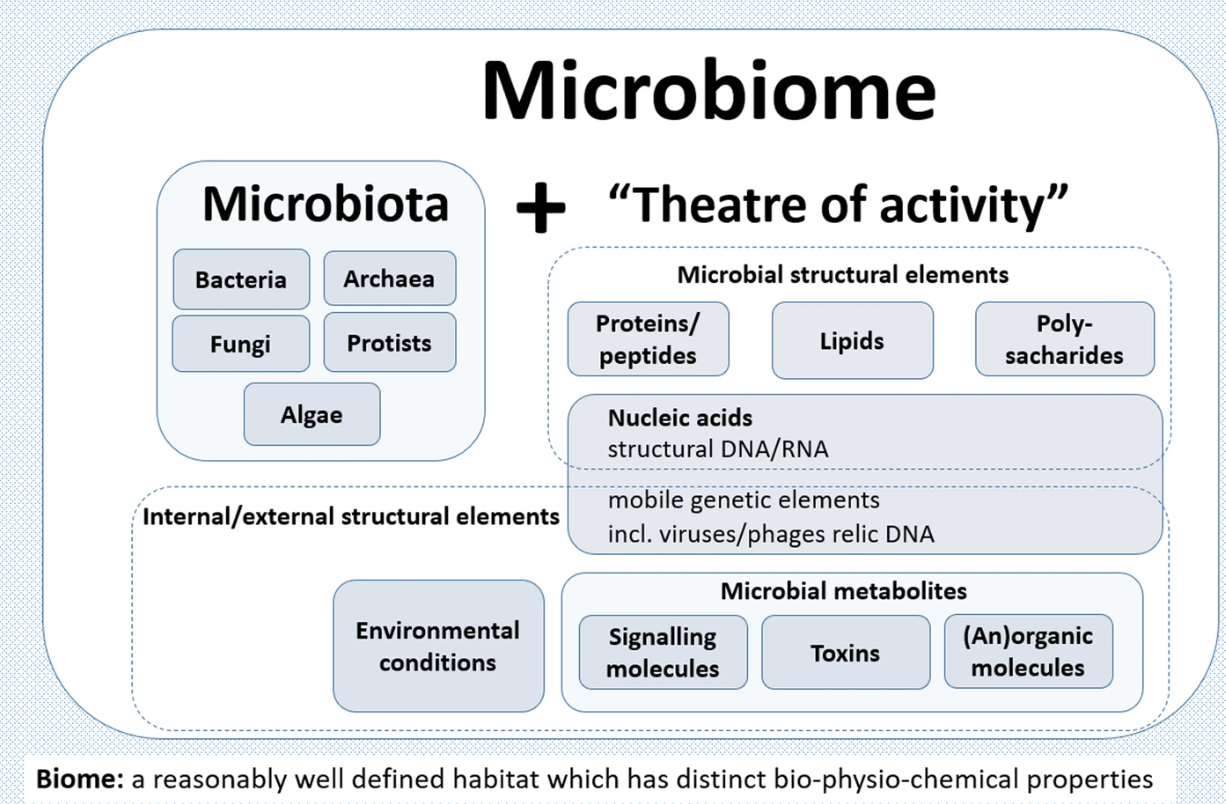 Microbiome
Microbiota
+
“Theatre of activity”
Bacteria
Archaea
Fungi
Protists
Algae
Microbial structural elements
Proteins/
peptides
Lipids
Poly-
sacharides
Nucleic acids
structural DNA/RNA
mobile genetic elements
incl. viruses/phages relic DNA
Internal/external structural elements
Environmental
conditions
Microbial metabolites
Signalling
molecules
Toxins
(An)organic
molecules
Biome: a reasonably well defined habitat which has distinct bio-physio-chemical properties